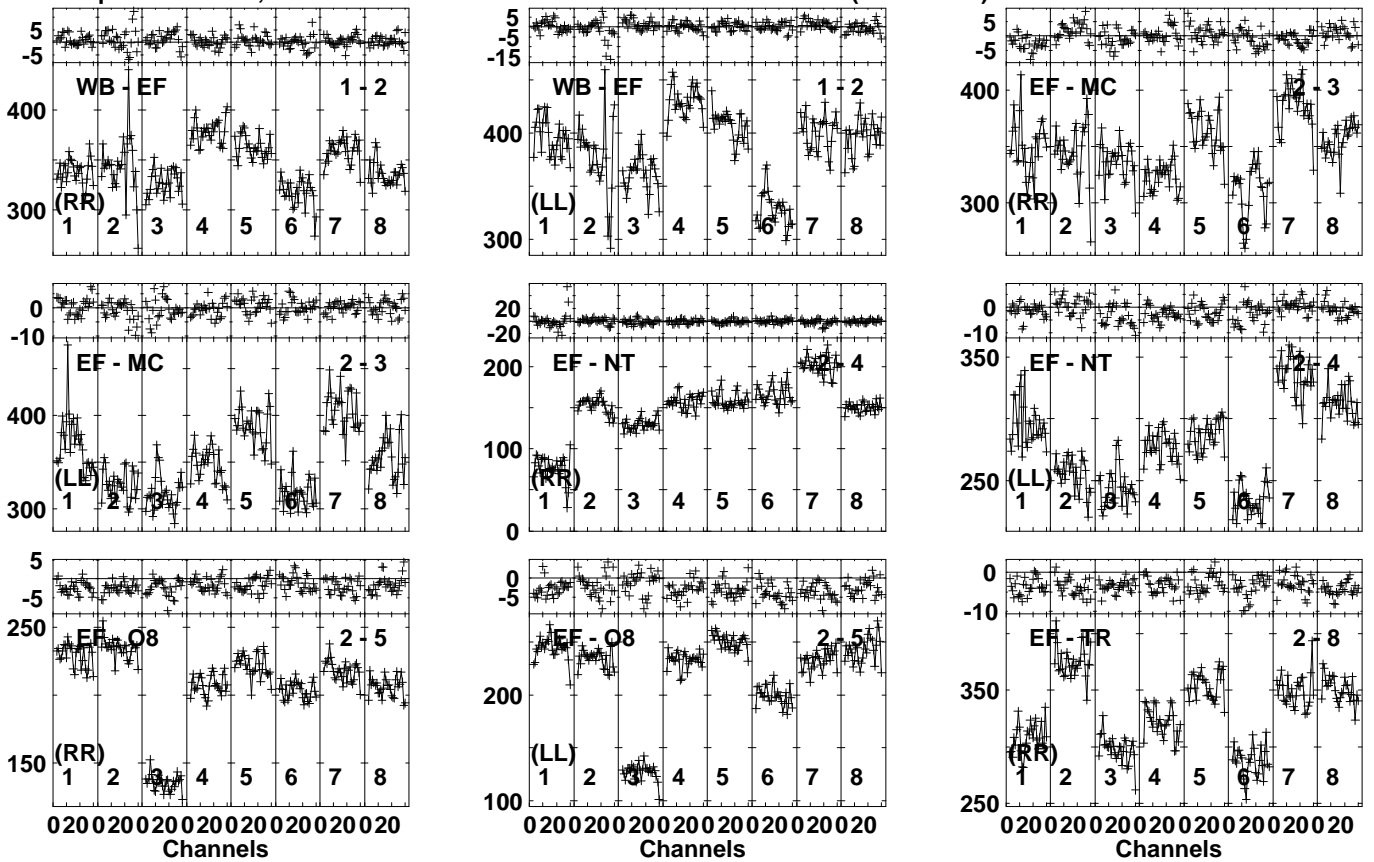 5 5 5
-5 -5 -5
-15
WB - EF 1 - 2 WB - EF 1 - 2 EF - MC 2 - 3
400 400 400
300 (RR) (LL) 300 (RR)
1 2 3 4 5 6 7 8 1 2 3 4 5 6 7 8 1 2 3 4 5 6 7 8
300
0 20 0
-10 -20 -10
EF - MC 2 - 3 EF - NT 2 - 4 EF - NT 2 - 4
400 200 350
100
(LL) (RR) 250 (LL)
300 1 2 3 4 5 6 7 8 1 2 3 4 5 6 7 8 1 2 3 4 5 6 7 8
0
5 0 0
-5 -5 -10
250 EF - O8 2 - 5 EF - O8 2 - 5 EF - TR 2 - 8
200 350
150 (RR) (LL) (RR)
1 2 3 4 5 6 7 8 1 2 3 4 5 6 7 8 1 2 3 4 5 6 7 8
100 250
0 20 0 20 0 20 0 20 0 20 0 20 0 20 0 20 0 20 0 20 0 20 0 20 0 20 0 20 0 20 0 20 0 20 0 20 0 20 0 20 0 20 0 20 0 20 0 20
Channels Channels Channels